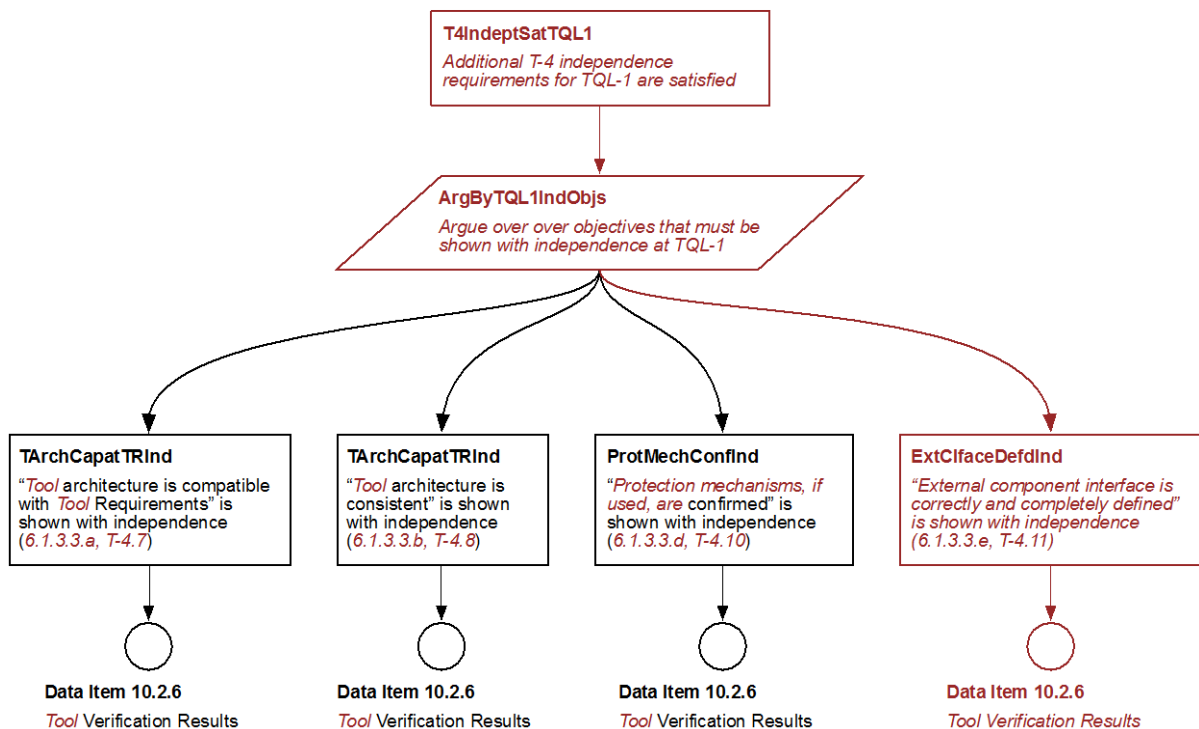 T4IndeptSatTQL1
Additional T-4 independence
requirements for TQL-1 are satisfied
ArgByTQL1IndObjs
Argue over over objectives that must be
shown with independence at TQL-1
TArchCapatTRInd
“Tool architecture is compatible
with Tool Requirements” is
shown with independence
(6.1.3.3.a, T-4.7)
TArchCapatTRInd
“Tool architecture is
consistent” is shown
with independence
(6.1.3.3.b, T-4.8)
ProtMechConfInd
“Protection mechanisms, if
used, are confirmed” is
shown with independence
(6.1.3.3.d, T-4.10)
ExtCIfaceDefdInd
“External component interface is
correctly and completely defined”
is shown with independence
(6.1.3.3.e, T-4.11)
Data Item 10.2.6
Tool Verification Results
Data Item 10.2.6
Tool Verification Results
Data Item 10.2.6
Tool Verification Results
Data Item 10.2.6
Tool Verification Results